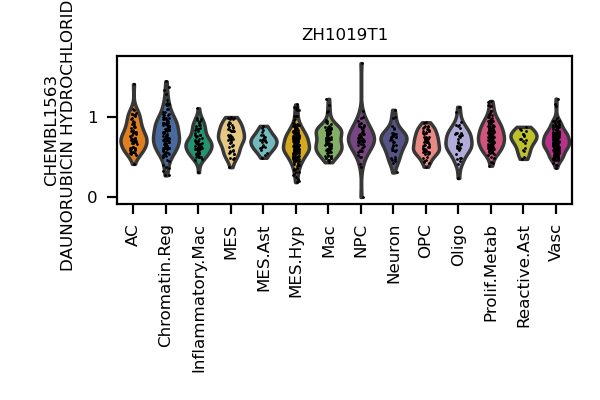 ZH1019T1
CHEMBL1563
DAUNORUBICIN HYDROCHLORID
1
0
AC
Chromatin.Reg
Inflammatory.Mac
MES
MES.Ast
MES.Hyp
Mac
NPC
Neuron
OPC
Oligo
Prolif.Metab
Reactive.Ast
Vasc